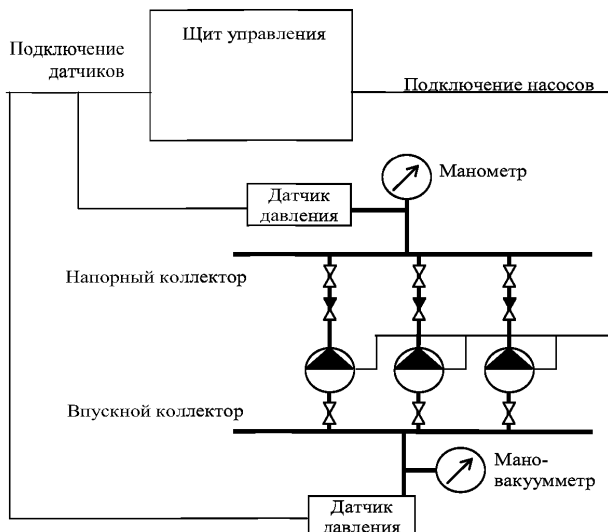 Щит управления
Подключение
датчиков
Подключение насосов
Манометр
Датчик
давления
Напорный коллектор
Впускной коллектор
Мано-
вакуумметр
Датчик
давления